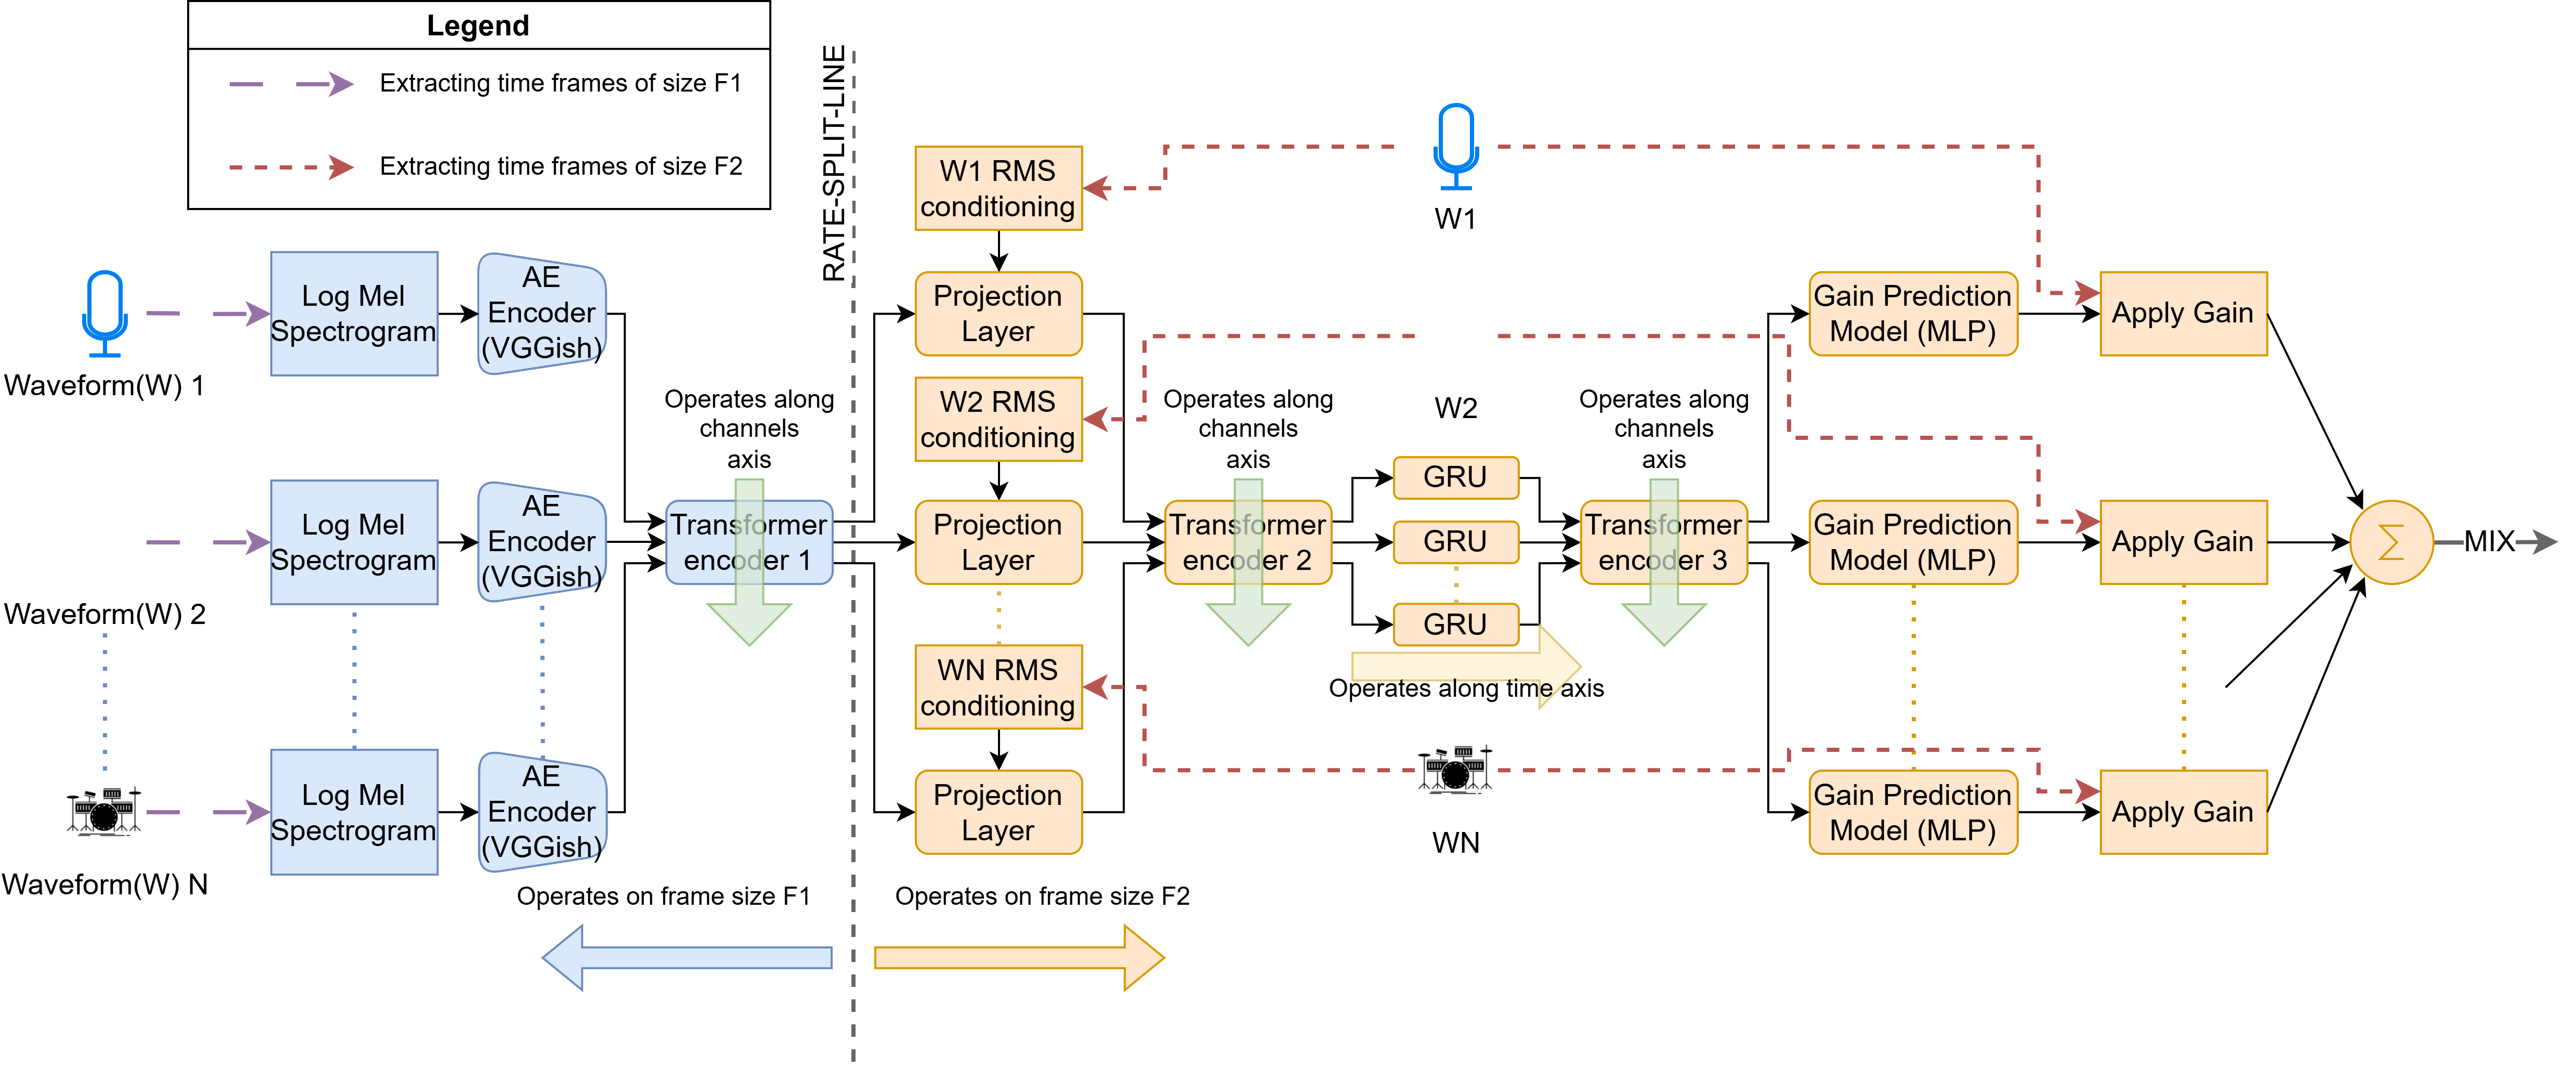 Legend
Extracting time frames of size F1
Extracting time frames of size F2
RATE-SPLIT-LINE
Waveform(W) 1
Log Mel
Spectrogram
AE
Encoder
(VGGish)
Waveform(W) 2
Log Mel
Spectrogram
AE
Encoder
(VGGish)
Waveform(W) N
Log Mel
Spectrogram
AE
Encoder
(VGGish)
Operates along
channels
axis
Transformer
encoder 1
W1 RMS
conditioning
Projection
Layer
W2 RMS
conditioning
Projection
Layer
WN RMS
conditioning
Projection
Layer
Operates along
channels
axis
Transformer
encoder 2
W1
W2
GRU
GRU
GRU
Operates along time axis
WN
Operates along
channels
axis
Transformer
encoder 3
Gain Prediction
Model (MLP)
Apply Gain
Gain Prediction
Model (MLP)
Apply Gain
Gain Prediction
Model (MLP)
Apply Gain
Σ
MIX
Operates on frame size F1
Operates on frame size F2